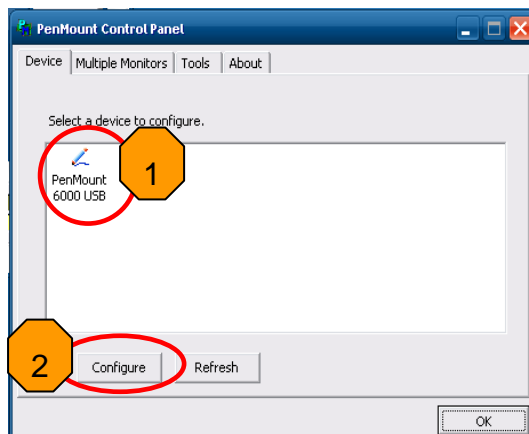 PenMount Control Panel
Device Multiple Monitors Tools About
Select a device to configure.
1
PenMount
6000 USB
2
Configure Refresh
OK